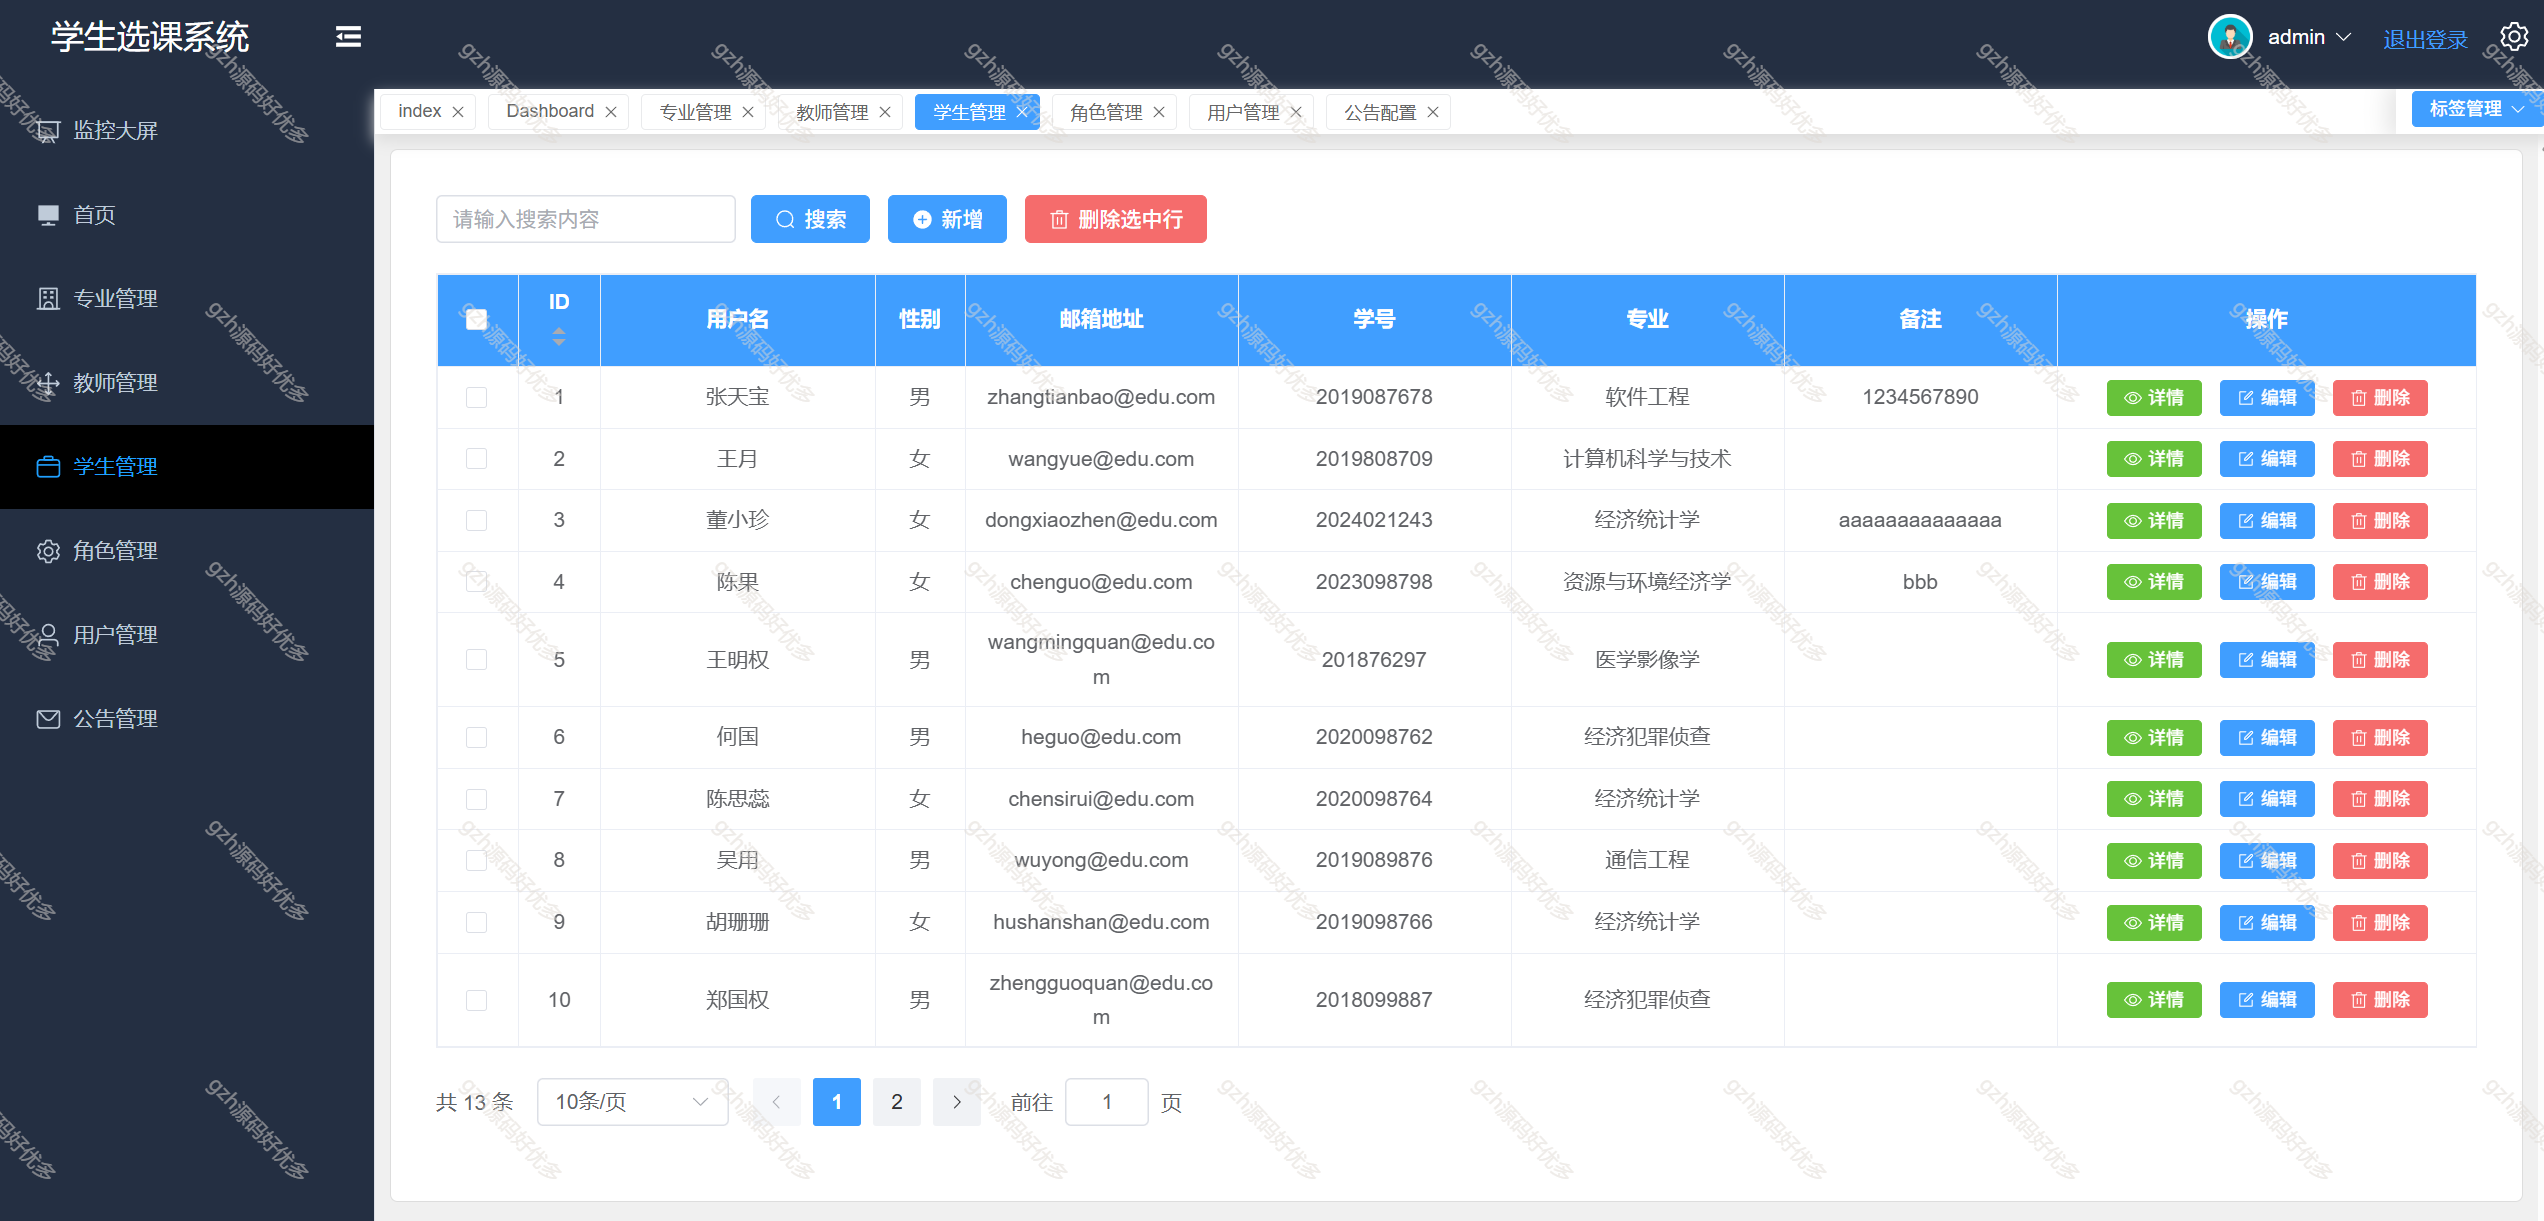 学生选课系统
admin
退出登录
监控大屏
首页
专业管理
教师管理
学生管理
角色管理
用户管理
公告管理
index Dashboard 专业管理 教师管理 学生管理 角色管理 用户管理 公告配置 标签管理
请输入搜索内容 搜索 新增 删除选中行
ID 用户名 性别 邮箱地址 学号 专业 备注 操作
1 张天宝 男 zhangtianbao@edu.com 2019087678 软件工程 1234567890 详情 编辑 删除
2 王月 女 wangyue@edu.com 2019808709 计算机科学与技术 详情 编辑 删除
3 董小珍 女 dongxiaozhen@edu.com 2024021243 经济统计学 aaaaaaaaaaaaaa 详情 编辑 删除
4 陈果 女 chenguo@edu.com 2023098798 资源与环境经济学 bbb 详情 编辑 删除
5 王明权 男 wangmingquan@edu.co
m 201876297 医学影像学 详情 编辑 删除
6 何国 男 heguo@edu.com 2020098762 经济犯罪侦查 详情 编辑 删除
7 陈思蕊 女 chensirui@edu.com 2020098764 经济统计学 详情 编辑 删除
8 吴用 男 wuyong@edu.com 2019089876 通信工程 详情 编辑 删除
9 胡珊珊 女 hushanshan@edu.com 2019098766 经济统计学 详情 编辑 删除
10 郑国权 男 zhengguoquan@edu.co
m 2018099887 经济犯罪侦查 详情 编辑 删除
共 13 条 10条/页 1 2 前往 1 页
gzh源码好优多